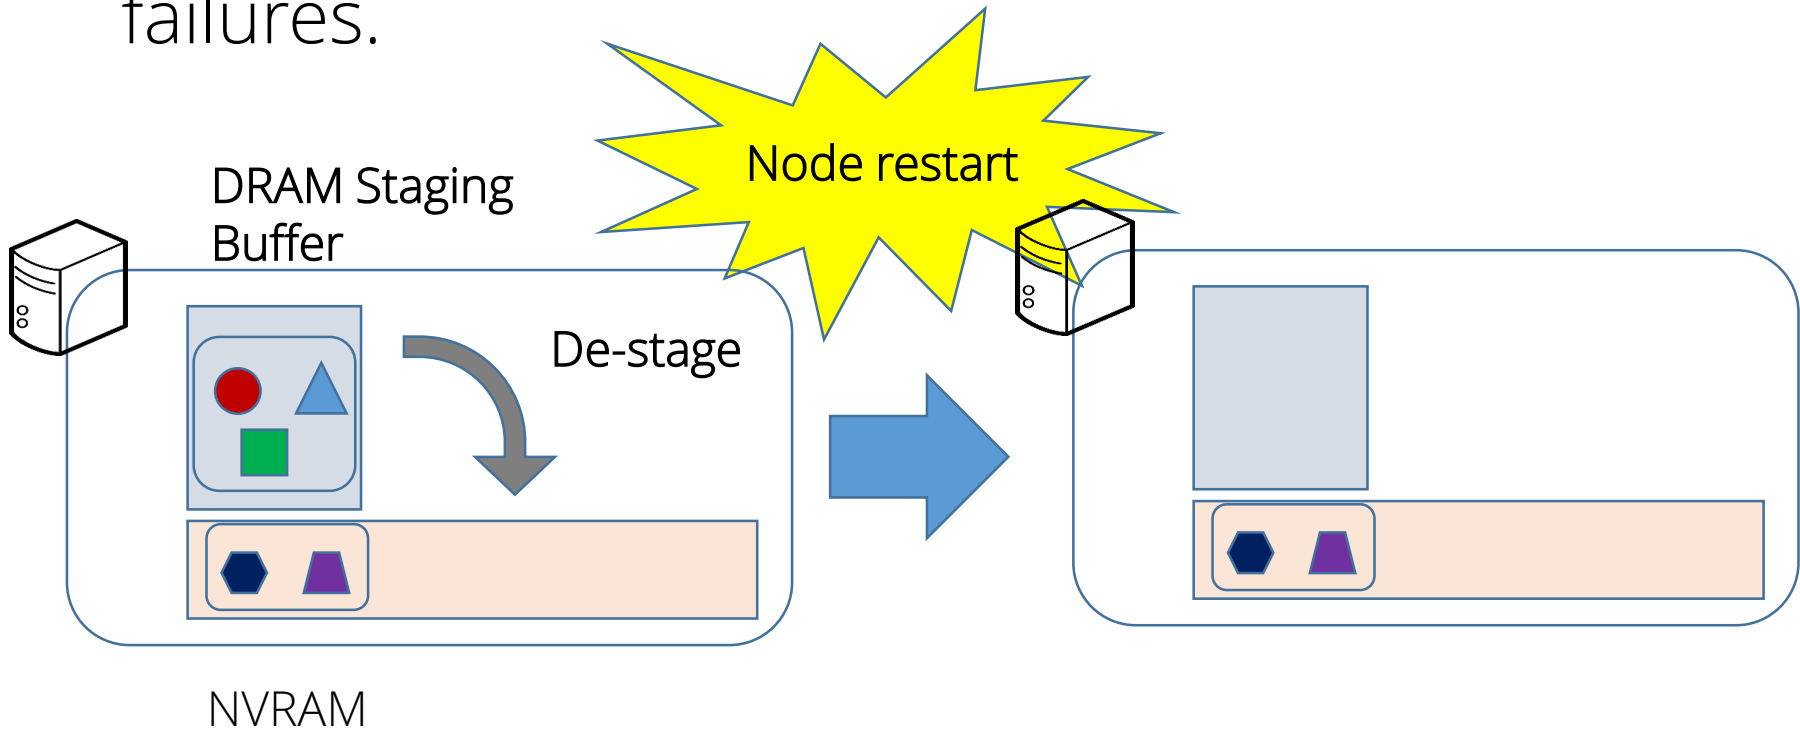 failures.
Node restart
DRAM Staging
Buffer
De-stage
NVRAM